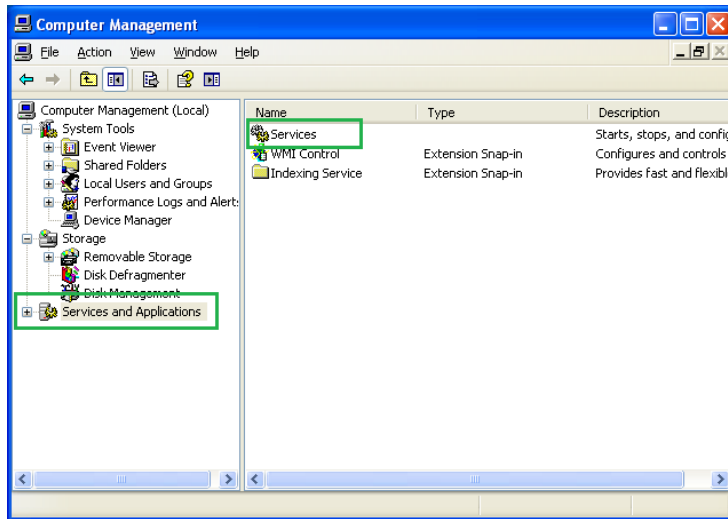 Computer Management
File Action View Window Help
Computer Management (Local)
System Tools
Event Viewer
Shared Folders
Local Users and Groups
Performance Logs and Alert:
Device Manager
Storage
Removable Storage
Disk Defragmenter
Disk Management
Services and Applications
Name Type Description
Services Starts, stops, and config
WMI Control Extension Snap-in Configures and controls
Indexing Service Extension Snap-in Provides fast and flexibl